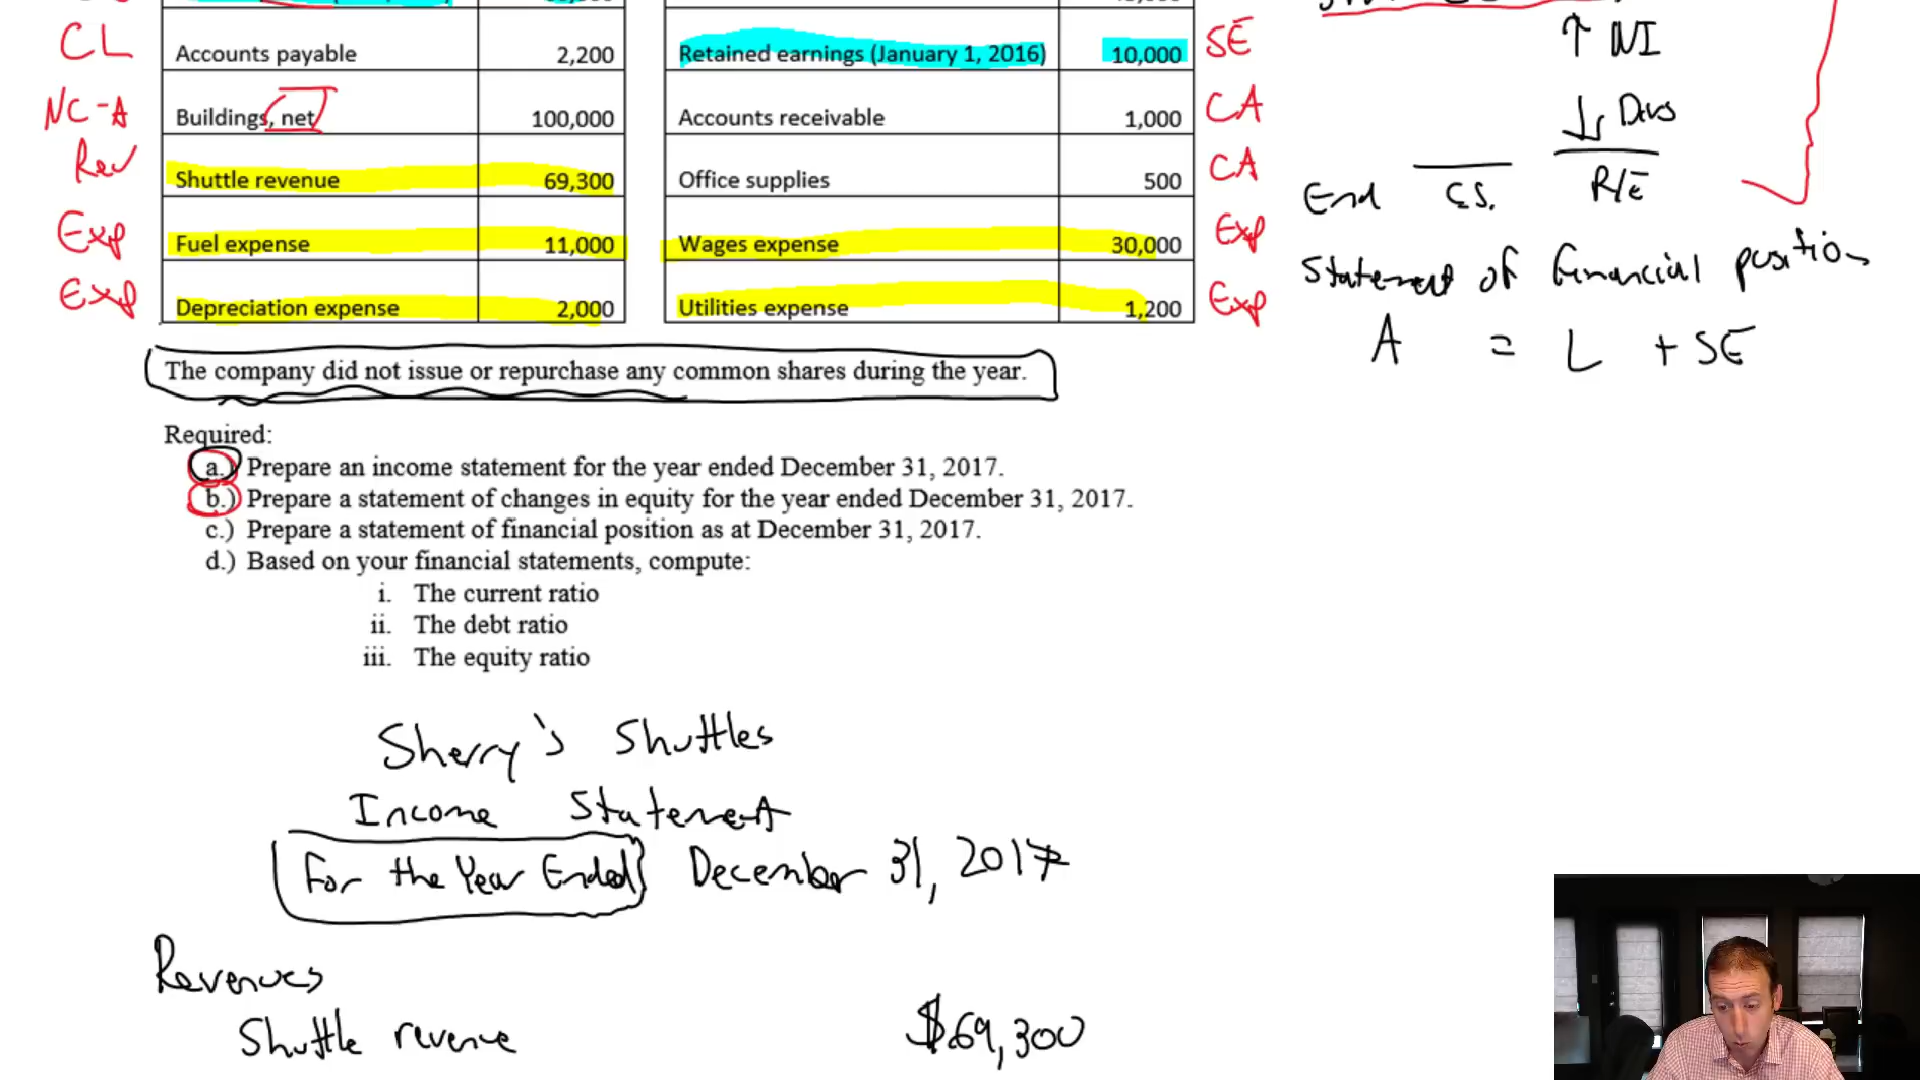 CL Accounts payable 2,200 Retained earnings (January 1, 2016) 10,000 SE
NC-A Buildings, net 100,000 Accounts receivable 1,000 CA
Rev Shuttle revenue 69,300 Office supplies 500 CA
Exp Fuel expense 11,000 Wages expense 30,000 Exp
Exp Depreciation expense 2,000 Utilities expense 1,200 Exp
↑ NI
↓ Divs
End C.S. R/E
Statement of financial position
A = L + SE
The company did not issue or repurchase any common shares during the year.
Required:
a.) Prepare an income statement for the year ended December 31, 2017.
b.) Prepare a statement of changes in equity for the year ended December 31, 2017.
c.) Prepare a statement of financial position as at December 31, 2017.
d.) Based on your financial statements, compute:
i. The current ratio
ii. The debt ratio
iii. The equity ratio
Sherry's Shuttles
Income Statement
For the Year Ended December 31, 2017
Revenues
Shuttle revenue $69,300